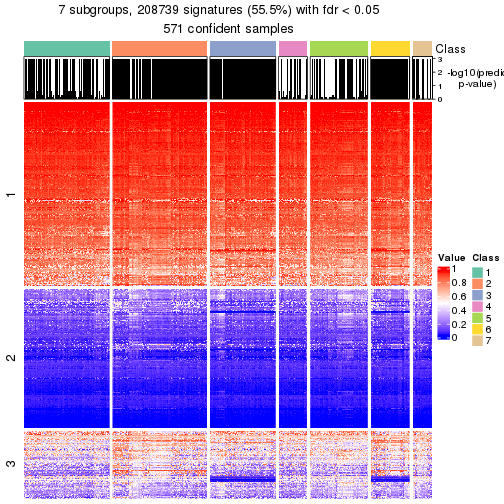 7 subgroups, 208739 signatures (55.5%) with fdr < 0.05
571 confident samples
Class
3
2
1
0
-log10(predi
p-value)
1
2
3
Value
1
0.8
0.6
0.4
0.2
0
Class
1
2
3
4
5
6
7